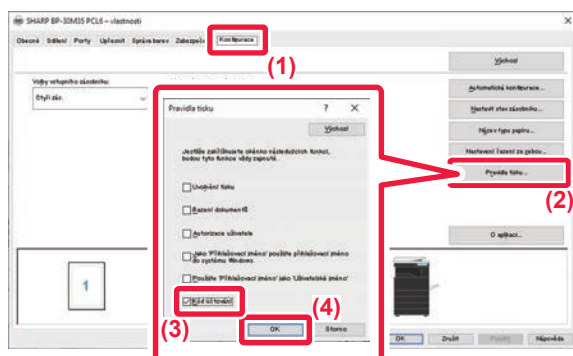 SHARP BP-30M35 PCL6 – vlastnosti
Obecné Sdílení Porty Upřesnit Správa barev Zabezpeč Konfigurace
(1)
Výchozí
Volby vstupního zásobníku:
Čtyři zás.
Automatická konfigurace...
Nastavit stav zásobníku...
Názov typu papíru...
Nastavení řazení za sebou...
Pravidla tisku...
(2)
O aplikaci...
Pravidla tisku ? ×
Výchozí
Jestliže zaškrtnete okénko následujících funkcí,
budou tyto funkce vždy zapnuté.
Uvolnění tisku
Řazení dokumentů
Autorizace uživatele
Jako 'Přihlašovací jméno' použijte přihlašovací jméno
do systému Windows.
Použijte 'Přihlašovací jméno' jako 'Uživatelské jméno'
Kód účtování
(3)
(4)
OK Storno
1
OK Zrušit Použít Nápověda